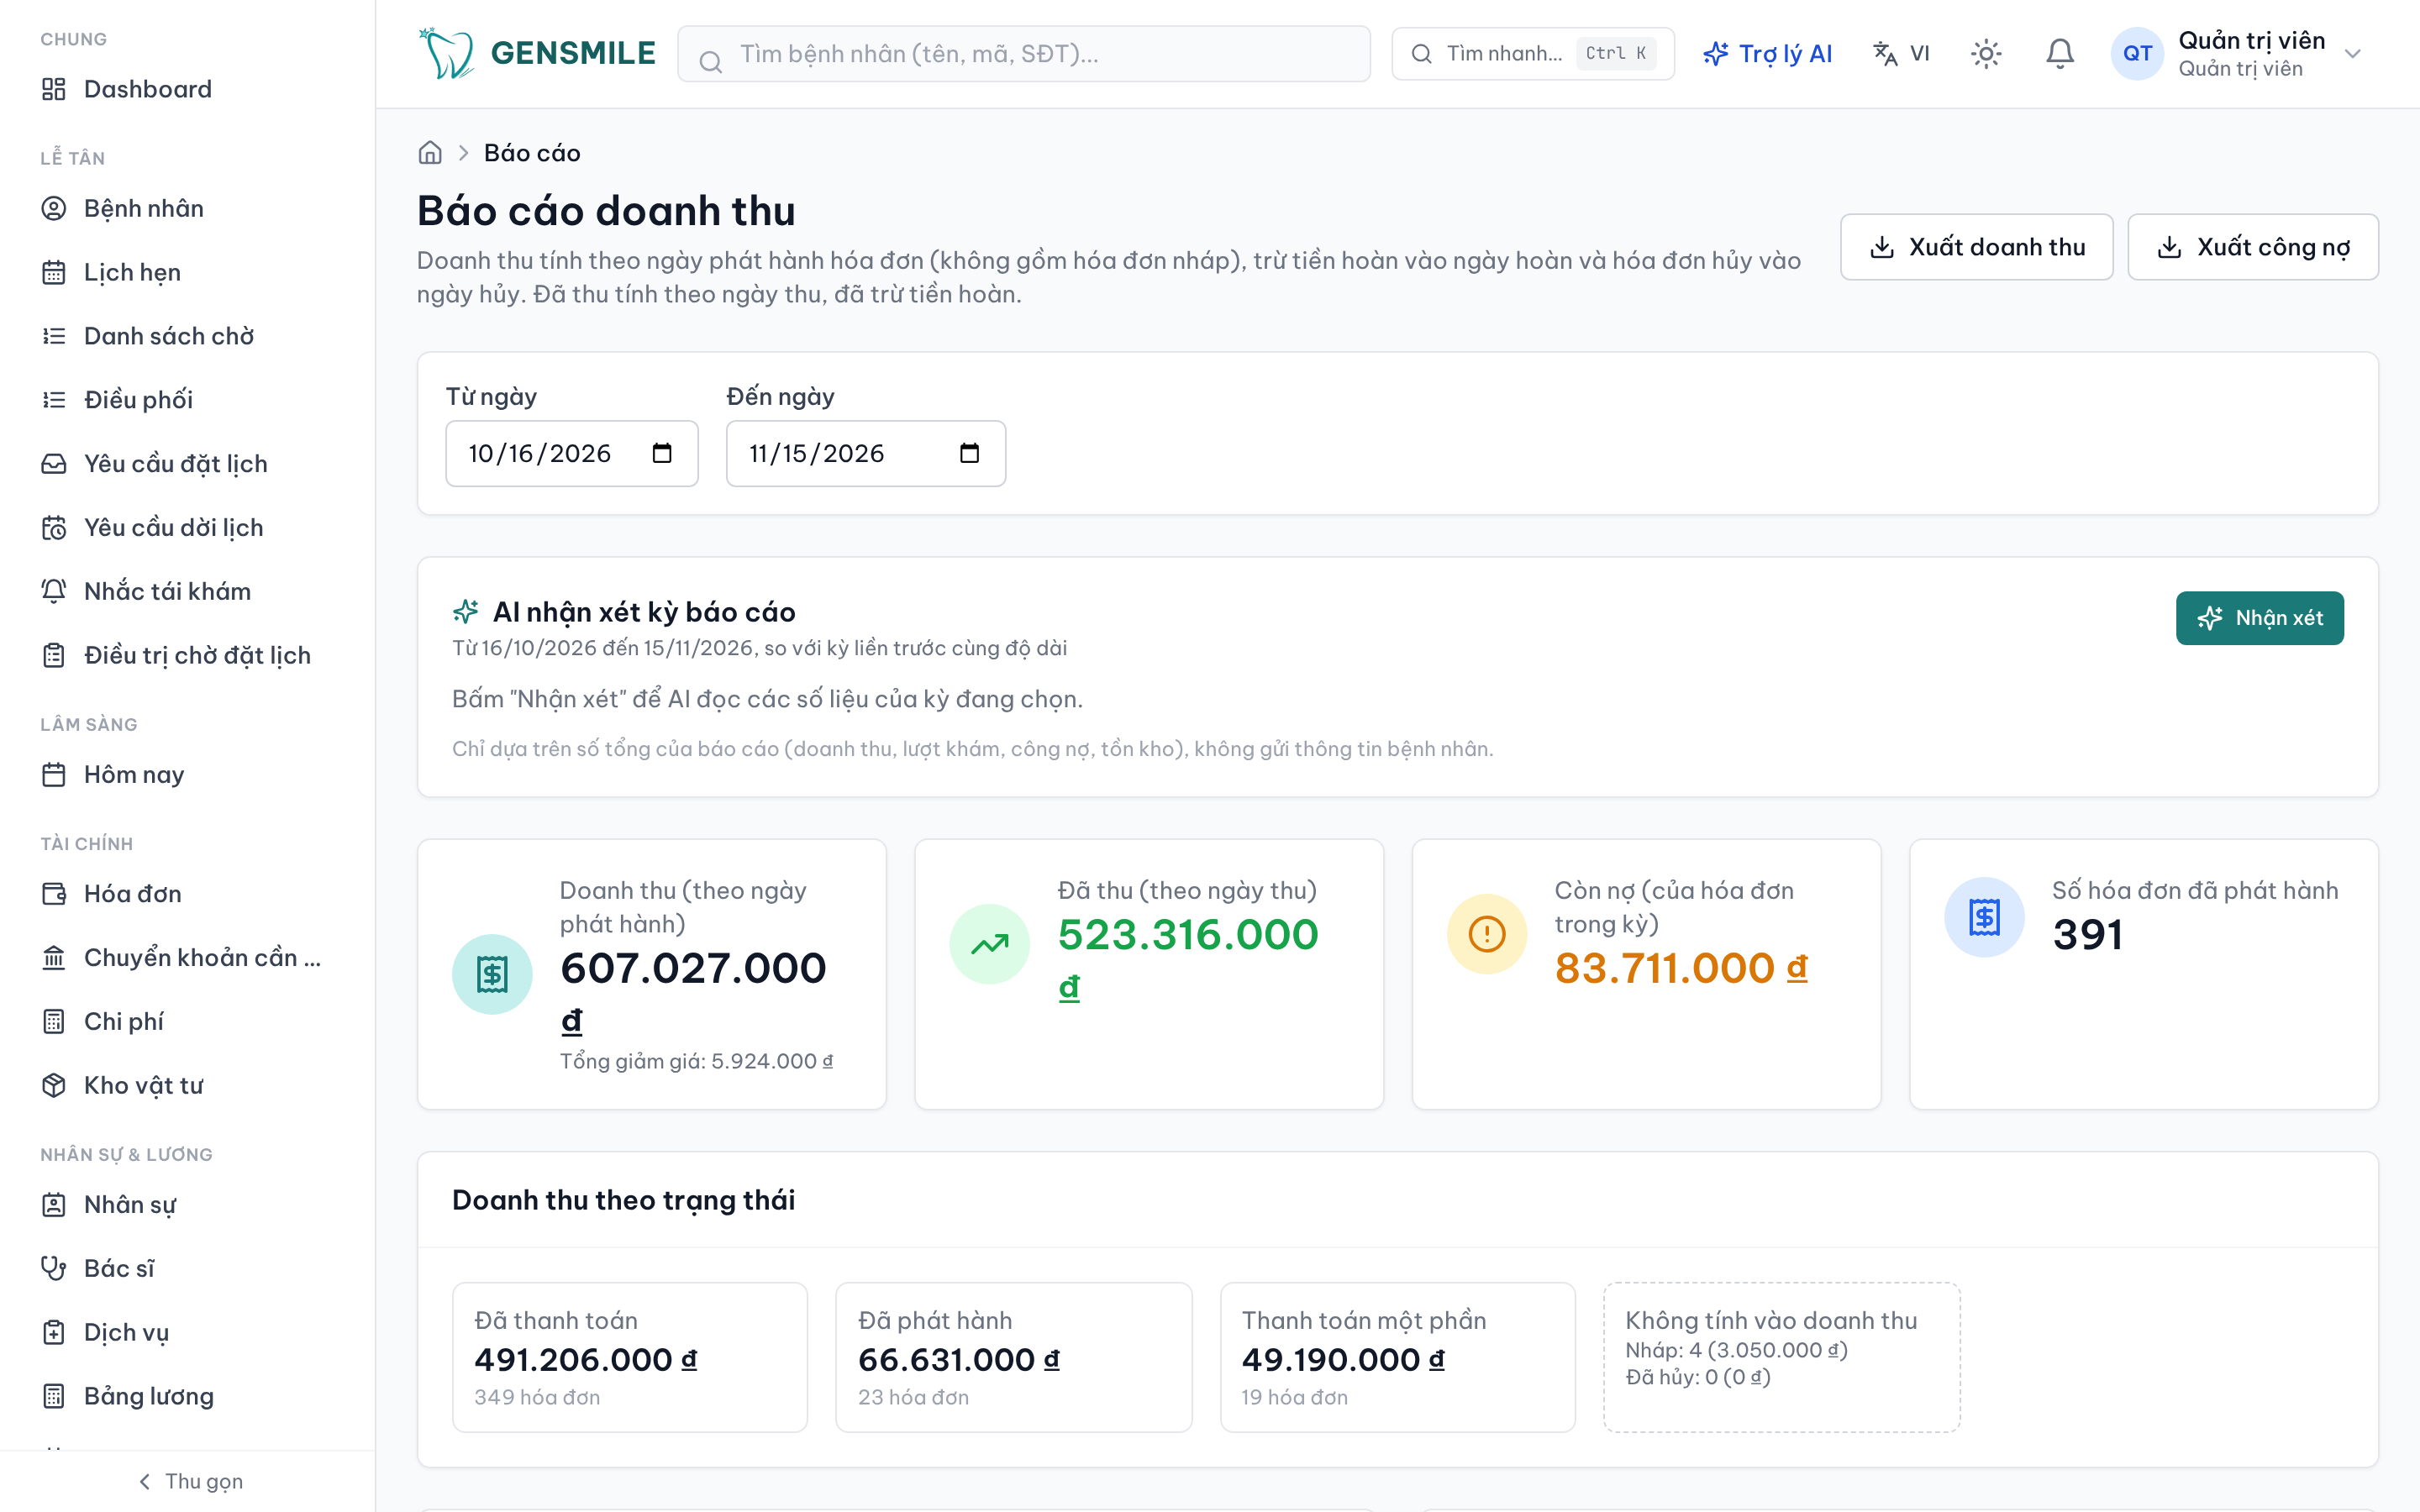 CHUNG
Dashboard
LỄ TÂN
Bệnh nhân
Lịch hẹn
Danh sách chờ
Điều phối
Yêu cầu đặt lịch
Yêu cầu dời lịch
Nhắc tái khám
Điều trị chờ đặt lịch
LÂM SÀNG
Hôm nay
TÀI CHÍNH
Hóa đơn
Chuyển khoản cần ...
Chi phí
Kho vật tư
NHÂN SỰ & LƯƠNG
Nhân sự
Bác sĩ
Dịch vụ
Bảng lương
Thu gọn
GENSMILE
Tìm bệnh nhân (tên, mã, SĐT)...
Tìm nhanh... Ctrl K
Trợ lý AI
VI
QT
Quản trị viên
Quản trị viên
Báo cáo
Báo cáo doanh thu
Doanh thu tính theo ngày phát hành hóa đơn (không gồm hóa đơn nháp), trừ tiền hoàn vào ngày hoàn và hóa đơn hủy vào
ngày hủy. Đã thu tính theo ngày thu, đã trừ tiền hoàn.
Xuất doanh thu
Xuất công nợ
Từ ngày
10/16/2026
Đến ngày
11/15/2026
AI nhận xét kỳ báo cáo
Từ 16/10/2026 đến 15/11/2026, so với kỳ liền trước cùng độ dài
Nhận xét
Bấm "Nhận xét" để AI đọc các số liệu của kỳ đang chọn.
Chỉ dựa trên số tổng của báo cáo (doanh thu, lượt khám, công nợ, tồn kho), không gửi thông tin bệnh nhân.
Doanh thu (theo ngày
phát hành)
607.027.000
₫
Tổng giảm giá: 5.924.000 ₫
Đã thu (theo ngày thu)
523.316.000
₫
Còn nợ (của hóa đơn
trong kỳ)
83.711.000 ₫
Số hóa đơn đã phát hành
391
Doanh thu theo trạng thái
Đã thanh toán
491.206.000 ₫
349 hóa đơn
Đã phát hành
66.631.000 ₫
23 hóa đơn
Thanh toán một phần
49.190.000 ₫
19 hóa đơn
Không tính vào doanh thu
Nháp: 4 (3.050.000 ₫)
Đã hủy: 0 (0 ₫)